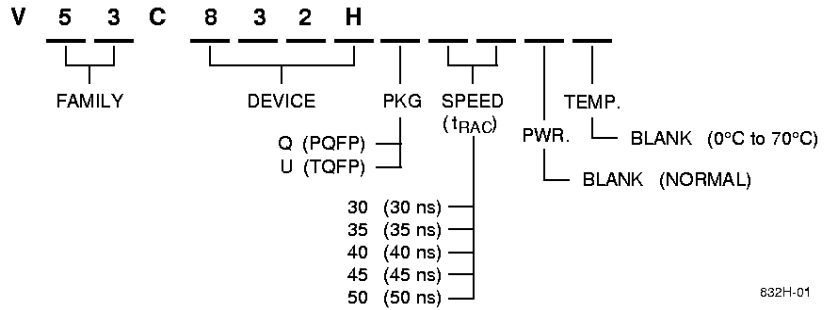 V 5 3 C 8 3 2 H
FAMILY DEVICE PKG SPEED TEMP.
(tRAC) PWR.
BLANK (0°C to 70°C)
Q (PQFP)
U (TQFP)
BLANK (NORMAL)
30 (30 ns)
35 (35 ns)
40 (40 ns)
45 (45 ns)
50 (50 ns)
832H-01